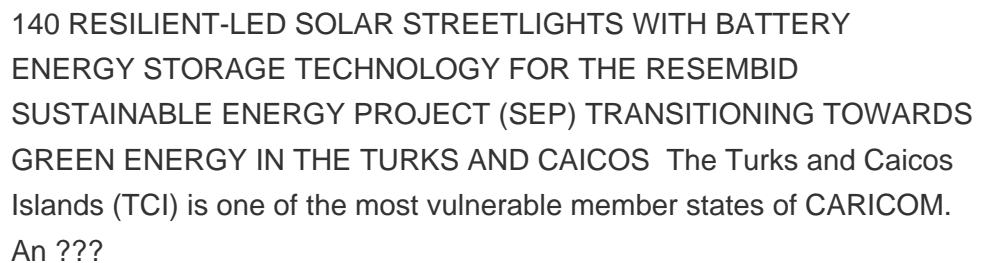 140 RESILIENT-LED SOLAR STREETLIGHTS WITH BATTERY
ENERGY STORAGE TECHNOLOGY FOR THE RESEMBID
SUSTAINABLE ENERGY PROJECT (SEP) TRANSITIONING TOWARDS
GREEN ENERGY IN THE TURKS AND CAICOS The Turks and Caicos
Islands (TCI) is one of the most vulnerable member states of CARICOM.
An ???